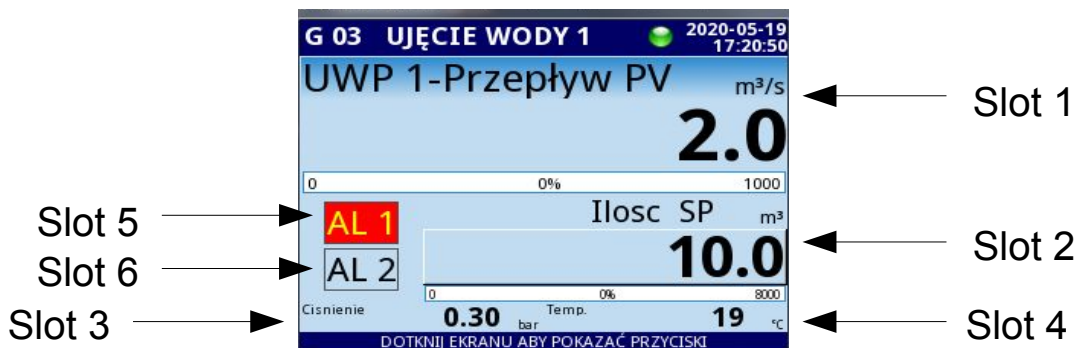 G 03 UJĘCIE WODY 1 2020-05-19
17:20:50
UWP 1-Przepływ PV m³/s
Slot 1
2.0
0 0% 1000
Slot 5 AL 1 Ilosc SP m³
Slot 6 AL 2 10.0 Slot 2
0 0% 8000
Slot 3 Cisnienie 0.30 bar Temp. 19 °C Slot 4
DOTKNIJ EKRANU ABY POKAZAĆ PRZYCISKI